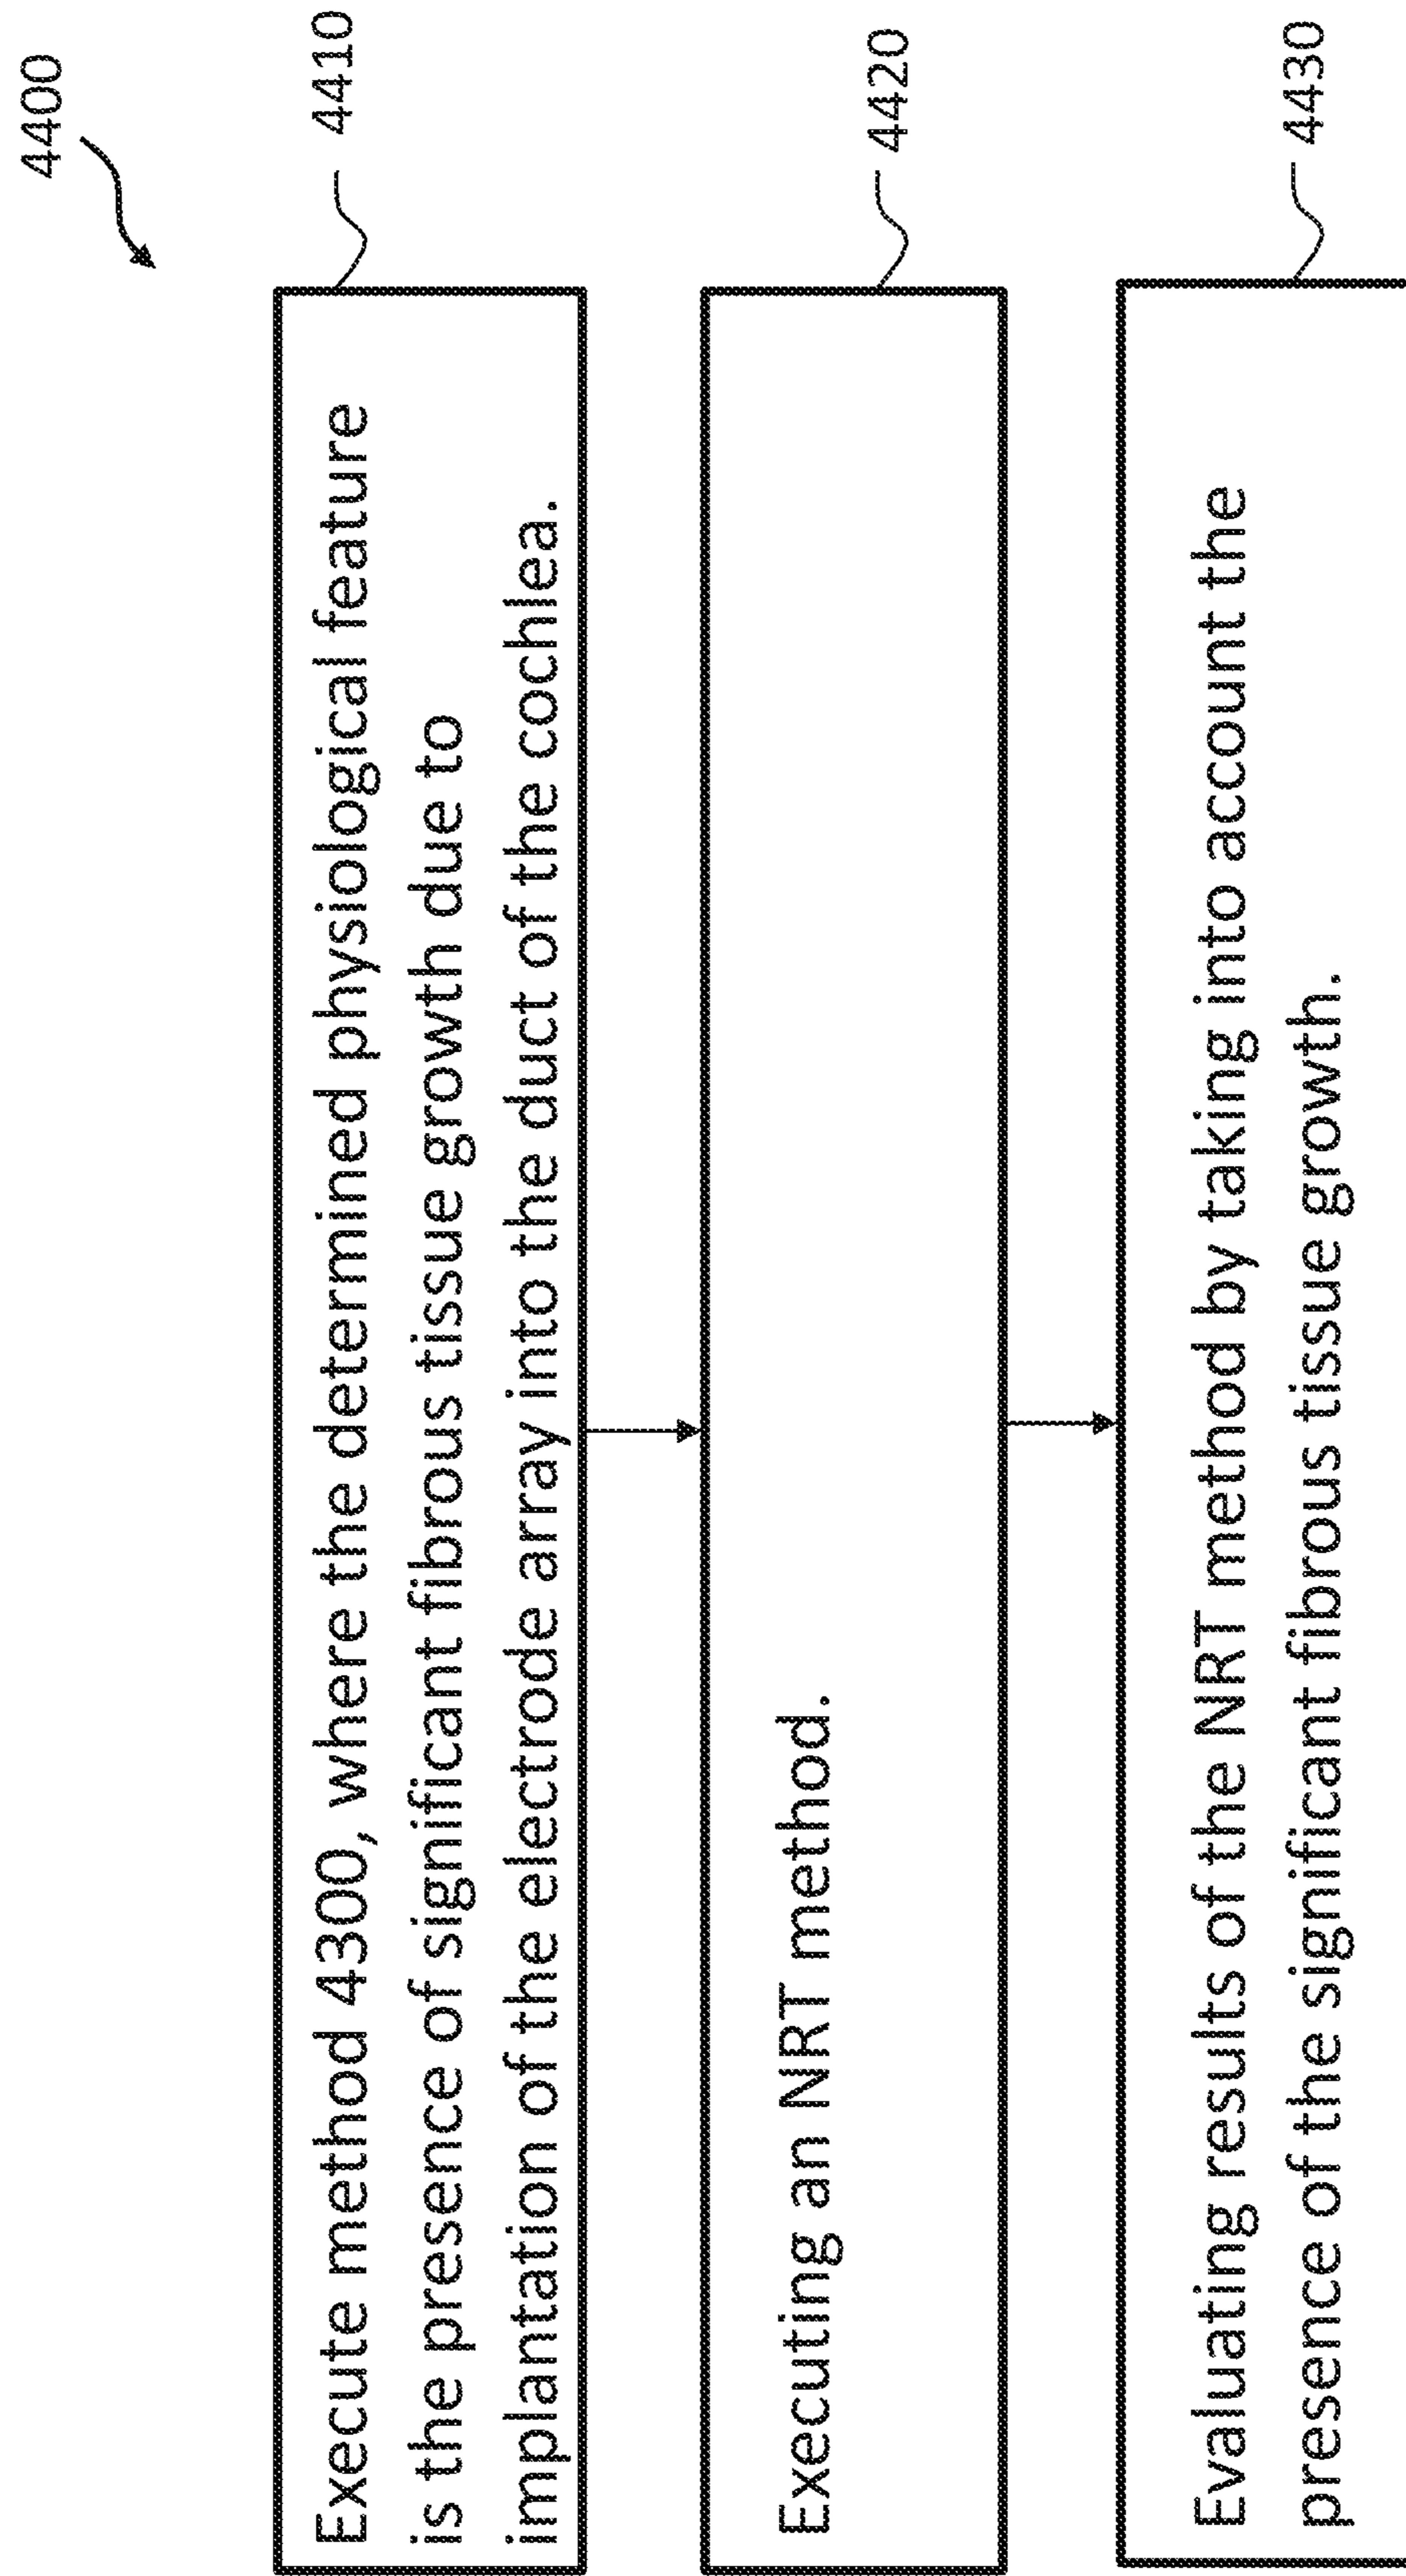 4400
Execute method 4300, where the determined physiological feature
is the presence of significant fibrous tissue growth due to
implantation of the electrode array into the duct of the cochlea.
4410
Executing an NRT method.
4420
Evaluating results of the NRT method by taking into account the
presence of the significant fibrous tissue growth.
4430